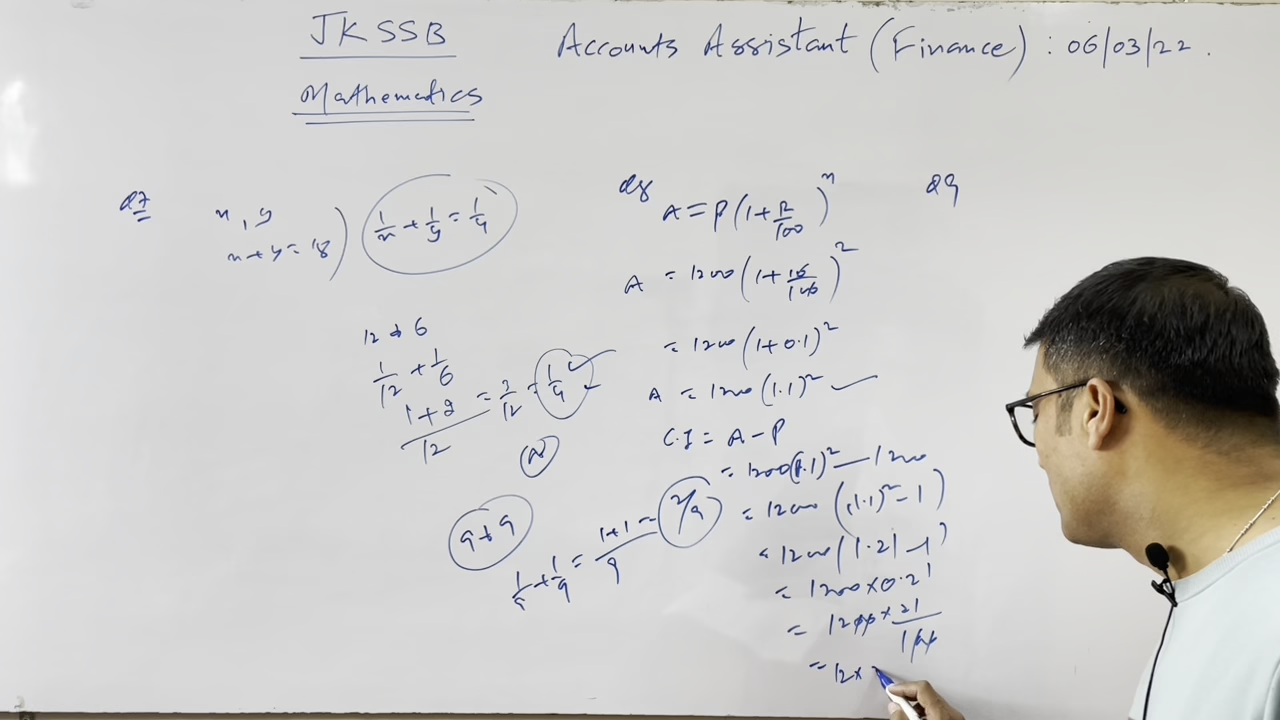 JKSSB
Accounts Assistant (Finance) : 06/03/22.
Mathematics
Q7
x, y
x + y = 18)
1/x + 1/y = 1/4
12 & 6
1/12 + 1/6
1+2/12 = 3/12 = 1/4
(A)
9 & 9
1/9 + 1/9 = 1+1/9 = 2/9
Q8
A = P(1 + R/100)^n
A = 1200(1 + 10/100)^2
= 1200(1+0.1)^2
A = 1200(1.1)^2
C.I = A - P
= 1200(1.1)^2 - 1200
= 1200((1.1)^2 - 1)
= 1200(1.21 - 1)
= 1200 x 0.21
= 1200 x 21/100
= 12 x
Q9